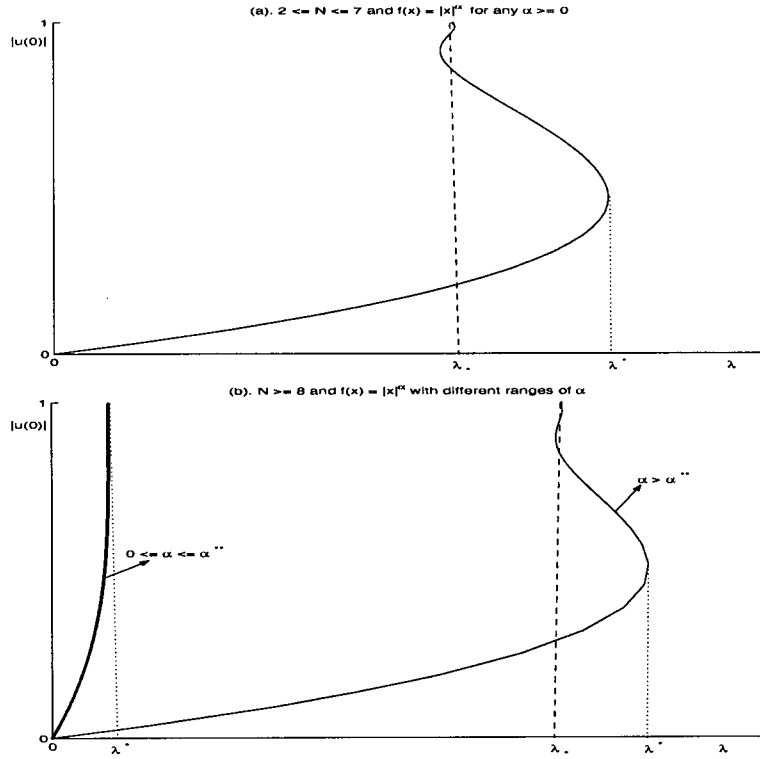 (a). 2 <= N <= 7 and f(x) = |x|^α for any α >= 0
1
|u(0)|
0
0
λ_*
λ^*
λ
(b). N >= 8 and f(x) = |x|^α with different ranges of α
1
|u(0)|
α > α^**
0 <= α <= α^**
0
0
λ^*
λ_*
λ^*
λ